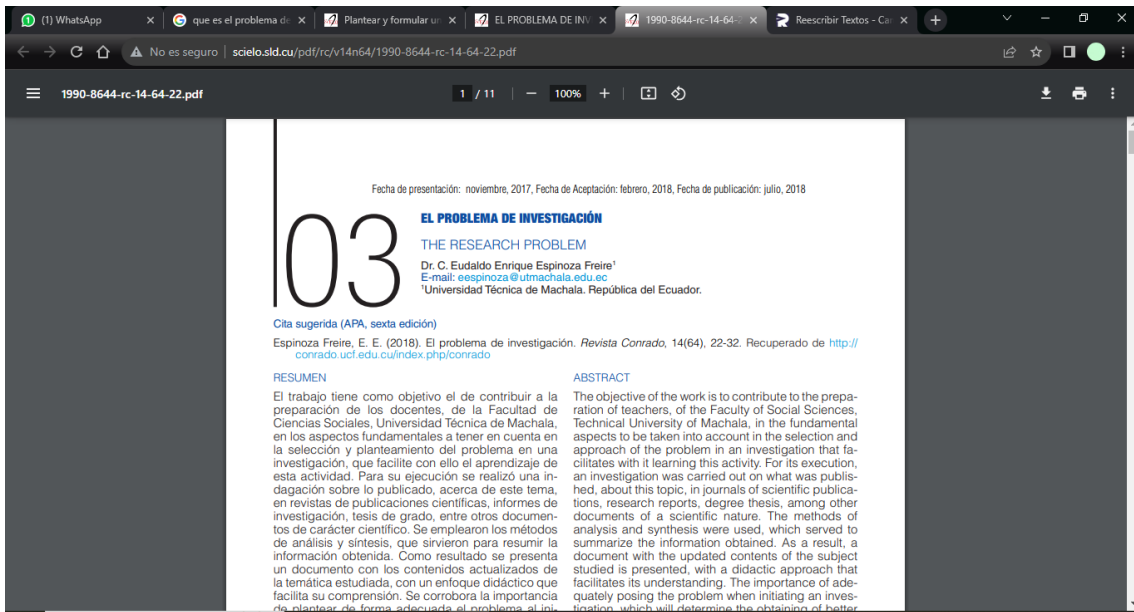 (1) WhatsApp
que es el problema de
Plantear y formular un
EL PROBLEMA DE INV
1990-8644-rc-14-64-2
Reescribir Textos - Car
No es seguro | scielo.sld.cu/pdf/rc/v14n64/1990-8644-rc-14-64-22.pdf
1990-8644-rc-14-64-22.pdf
1 / 11
100%
Fecha de presentación: noviembre, 2017, Fecha de Aceptación: febrero, 2018, Fecha de publicación: julio, 2018
03
EL PROBLEMA DE INVESTIGACIÓN
THE RESEARCH PROBLEM
Dr. C. Eudaldo Enrique Espinoza Freire¹
E-mail: eespinoza@utmachala.edu.ec
¹Universidad Técnica de Machala. República del Ecuador.
Cita sugerida (APA, sexta edición)
Espinoza Freire, E. E. (2018). El problema de investigación. Revista Conrado, 14(64), 22-32. Recuperado de http://
conrado.ucf.edu.cu/index.php/conrado
RESUMEN
El trabajo tiene como objetivo el de contribuir a la
preparación de los docentes, de la Facultad de
Ciencias Sociales, Universidad Técnica de Machala,
en los aspectos fundamentales a tener en cuenta en
la selección y planteamiento del problema en una
investigación, que facilite con ello el aprendizaje de
esta actividad. Para su ejecución se realizó una in-
dagación sobre lo publicado, acerca de este tema,
en revistas de publicaciones científicas, informes de
investigación, tesis de grado, entre otros documen-
tos de carácter científico. Se emplearon los métodos
de análisis y síntesis, que sirvieron para resumir la
información obtenida. Como resultado se presenta
un documento con los contenidos actualizados de
la temática estudiada, con un enfoque didáctico que
facilita su comprensión. Se corrobora la importancia
de plantear de forma adecuada el problema al ini-
ABSTRACT
The objective of the work is to contribute to the prepa-
ration of teachers, of the Faculty of Social Sciences,
Technical University of Machala, in the fundamental
aspects to be taken into account in the selection and
approach of the problem in an investigation that fa-
cilitates with it learning this activity. For its execution,
an investigation was carried out on what was publis-
hed, about this topic, in journals of scientific publica-
tions, research reports, degree thesis, among other
documents of a scientific nature. The methods of
analysis and synthesis were used, which served to
summarize the information obtained. As a result, a
document with the updated contents of the subject
studied is presented, with a didactic approach that
facilitates its understanding. The importance of ade-
quately posing the problem when initiating an inves-
tigation, which will determine the obtaining of better